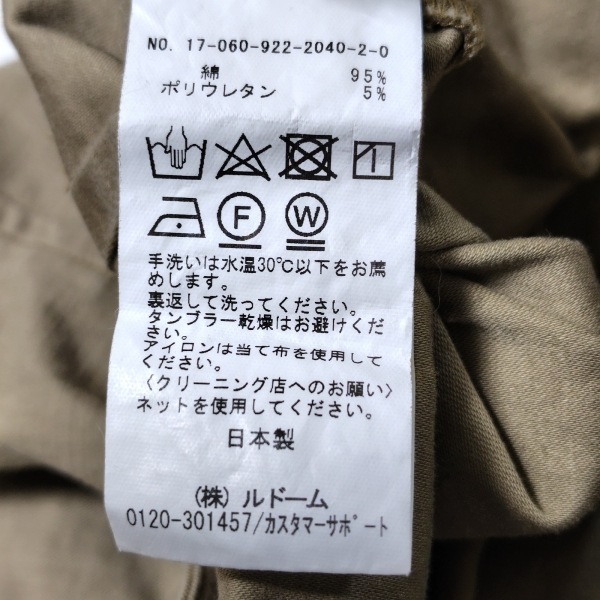 NO. 17-060-922-2040-2-0
綿 95%
ポリウレタン 5%
F W
手洗いは水温30℃以下をお薦
めします。
裏返して洗ってください。
タンブラー乾燥はお避けくだ
さい。
アイロンは当て布を使用して
ください。
〈クリーニング店へのお願い〉
ネットを使用してください。
日本製
(株)ルドーム
0120-301457/カスタマーサポート